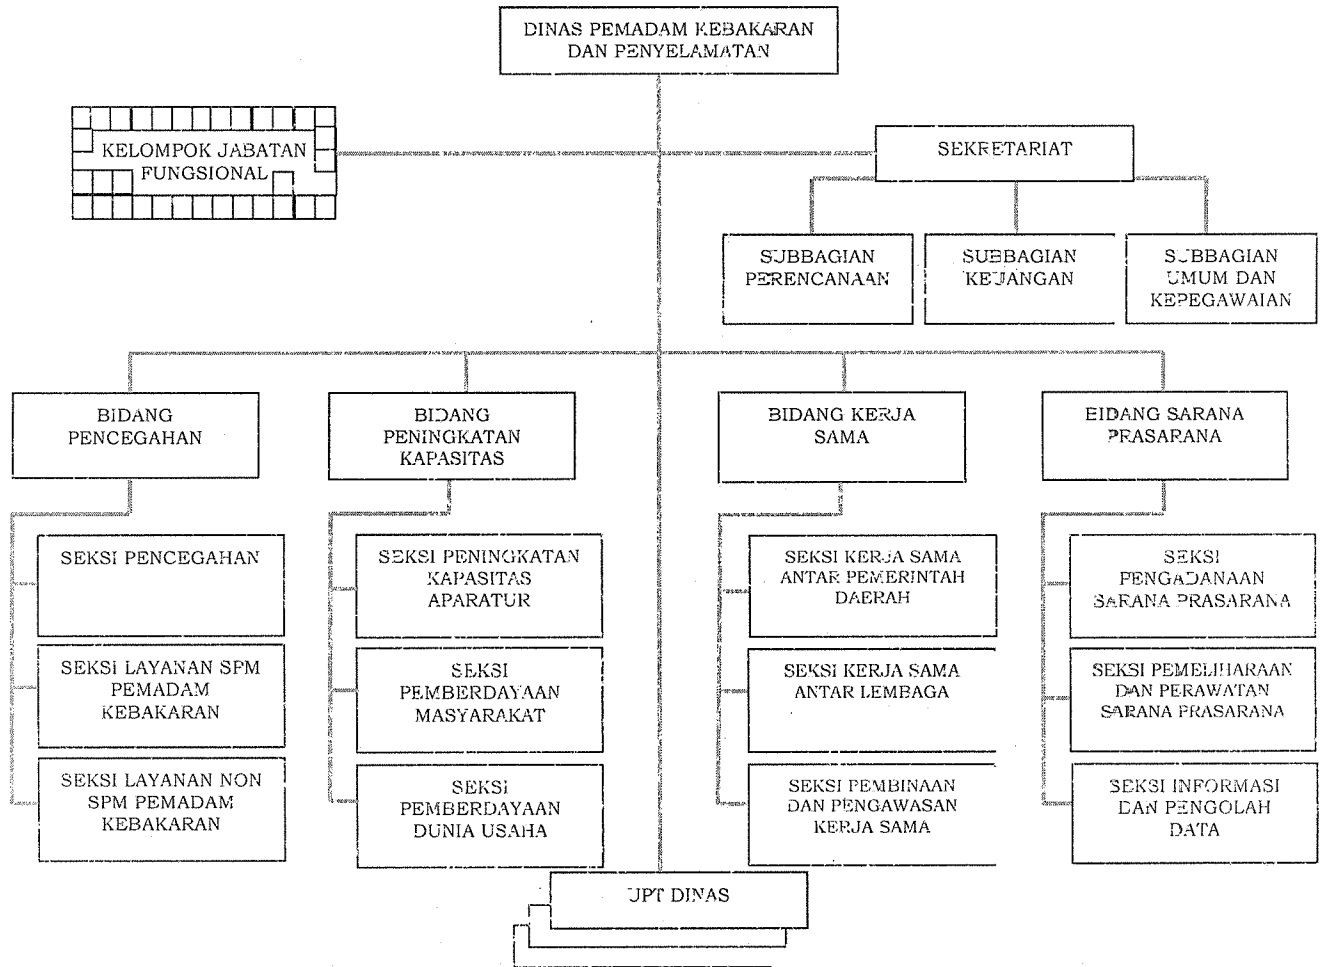 DINAS PEMADAM KEBAKARAN
DAN PENYELAMATAN
KELOMPOK JABATAN
FUNGSIONAL
SEKRETARIAT
SUBBAGIAN
PERENCANAAN
SUBBAGIAN
KEUANGAN
SUBBAGIAN
UMUM DAN
KEPEGAWAIAN
BIDANG
PENCEGAHAN
BIDANG
PENINGKATAN
KAPASITAS
BIDANG KERJA
SAMA
BIDANG SARANA
PRASARANA
SEKSI PENCEGAHAN
SEKSI LAYANAN SPM
PEMADAM
KEBAKARAN
SEKSI LAYANAN NON
SPM PEMADAM
KEBAKARAN
SEKSI PENINGKATAN
KAPASITAS
APARATUR
SEKSI
PEMBERDAYAAN
MASYARAKAT
SEKSI
PEMBERDAYAAN
DUNIA USAHA
SEKSI KERJA SAMA
ANTAR PEMERINTAH
DAERAH
SEKSI KERJA SAMA
ANTAR LEMBAGA
SEKSI PEMBINAAN
DAN PENGAWASAN
KERJA SAMA
SEKSI
PENGADANAAN
SARANA PRASARANA
SEKSI PEMELIHARAAN
DAN PERAWATAN
SARANA PRASARANA
SEKSI INFORMASI
DAN PENGOLAH
DATA
UPT DINAS